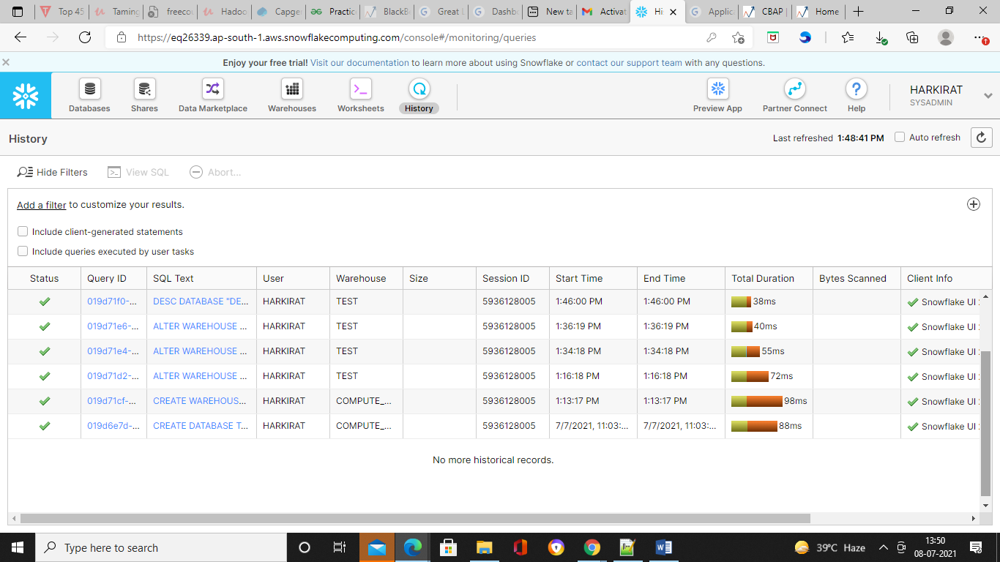 Top 45
Taming
freecou
Hadoo
Capge
Practic
BlackB
Great L
Dashbo
New ta
Activat
Hi
Applic
CBAP
Home
https://eq26339.ap-south-1.aws.snowflakecomputing.com/console#/monitoring/queries
Enjoy your free trial! Visit our documentation to learn more about using Snowflake or contact our support team with any questions.
Databases Shares Data Marketplace Warehouses Worksheets History Preview App Partner Connect Help
HARKIRAT
SYSADMIN
History
Last refreshed 1:48:41 PM Auto refresh
Hide Filters View SQL Abort...
Add a filter to customize your results.
Include client-generated statements
Include queries executed by user tasks
Status Query ID SQL Text User Warehouse Size Session ID Start Time End Time Total Duration Bytes Scanned Client Info
019d71f0-... DESC DATABASE "DE... HARKIRAT TEST 5936128005 1:46:00 PM 1:46:00 PM 38ms Snowflake UI
019d71e6-... ALTER WAREHOUSE ... HARKIRAT TEST 5936128005 1:36:19 PM 1:36:19 PM 40ms Snowflake UI
019d71e4-... ALTER WAREHOUSE ... HARKIRAT TEST 5936128005 1:34:18 PM 1:34:18 PM 55ms Snowflake UI
019d71d2-... ALTER WAREHOUSE ... HARKIRAT TEST 5936128005 1:16:18 PM 1:16:18 PM 72ms Snowflake UI
019d71cf-... CREATE WAREHOUS... HARKIRAT COMPUTE_... 5936128005 1:13:17 PM 1:13:17 PM 98ms Snowflake UI
019d6e7d-... CREATE DATABASE T... HARKIRAT COMPUTE_... 5936128005 7/7/2021, 11:03:... 7/7/2021, 11:03:... 88ms Snowflake UI
No more historical records.
Type here to search
39°C Haze
13:50
08-07-2021